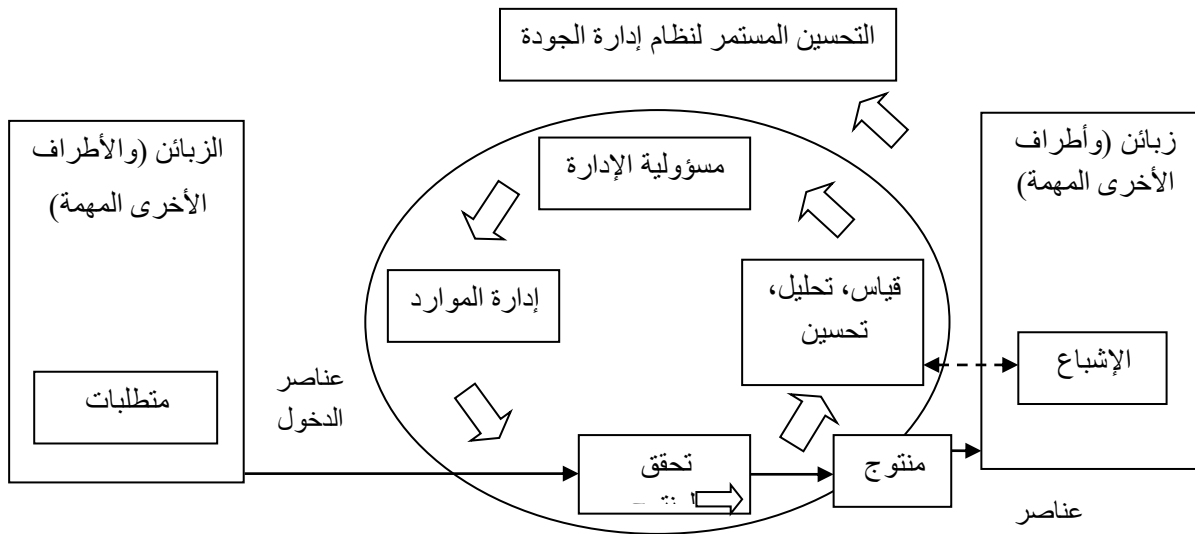 التحسين المستمر لنظام إدارة الجودة
الزبائن (والأطراف
الأخرى المهمة)
زبائن (وأطراف
الأخرى المهمة)
مسؤولية الإدارة
إدارة الموارد
قياس، تحليل،
تحسين
الإشباع
متطلبات
عناصر
الدخول
تحقق
منتوج
عناصر